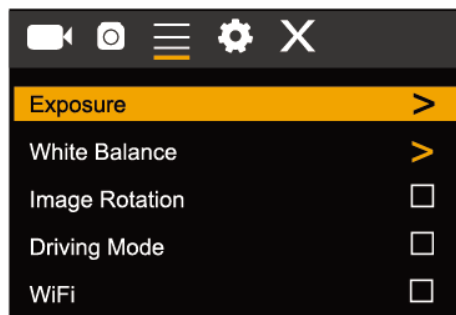 Exposure >
White Balance >
Image Rotation
Driving Mode
WiFi